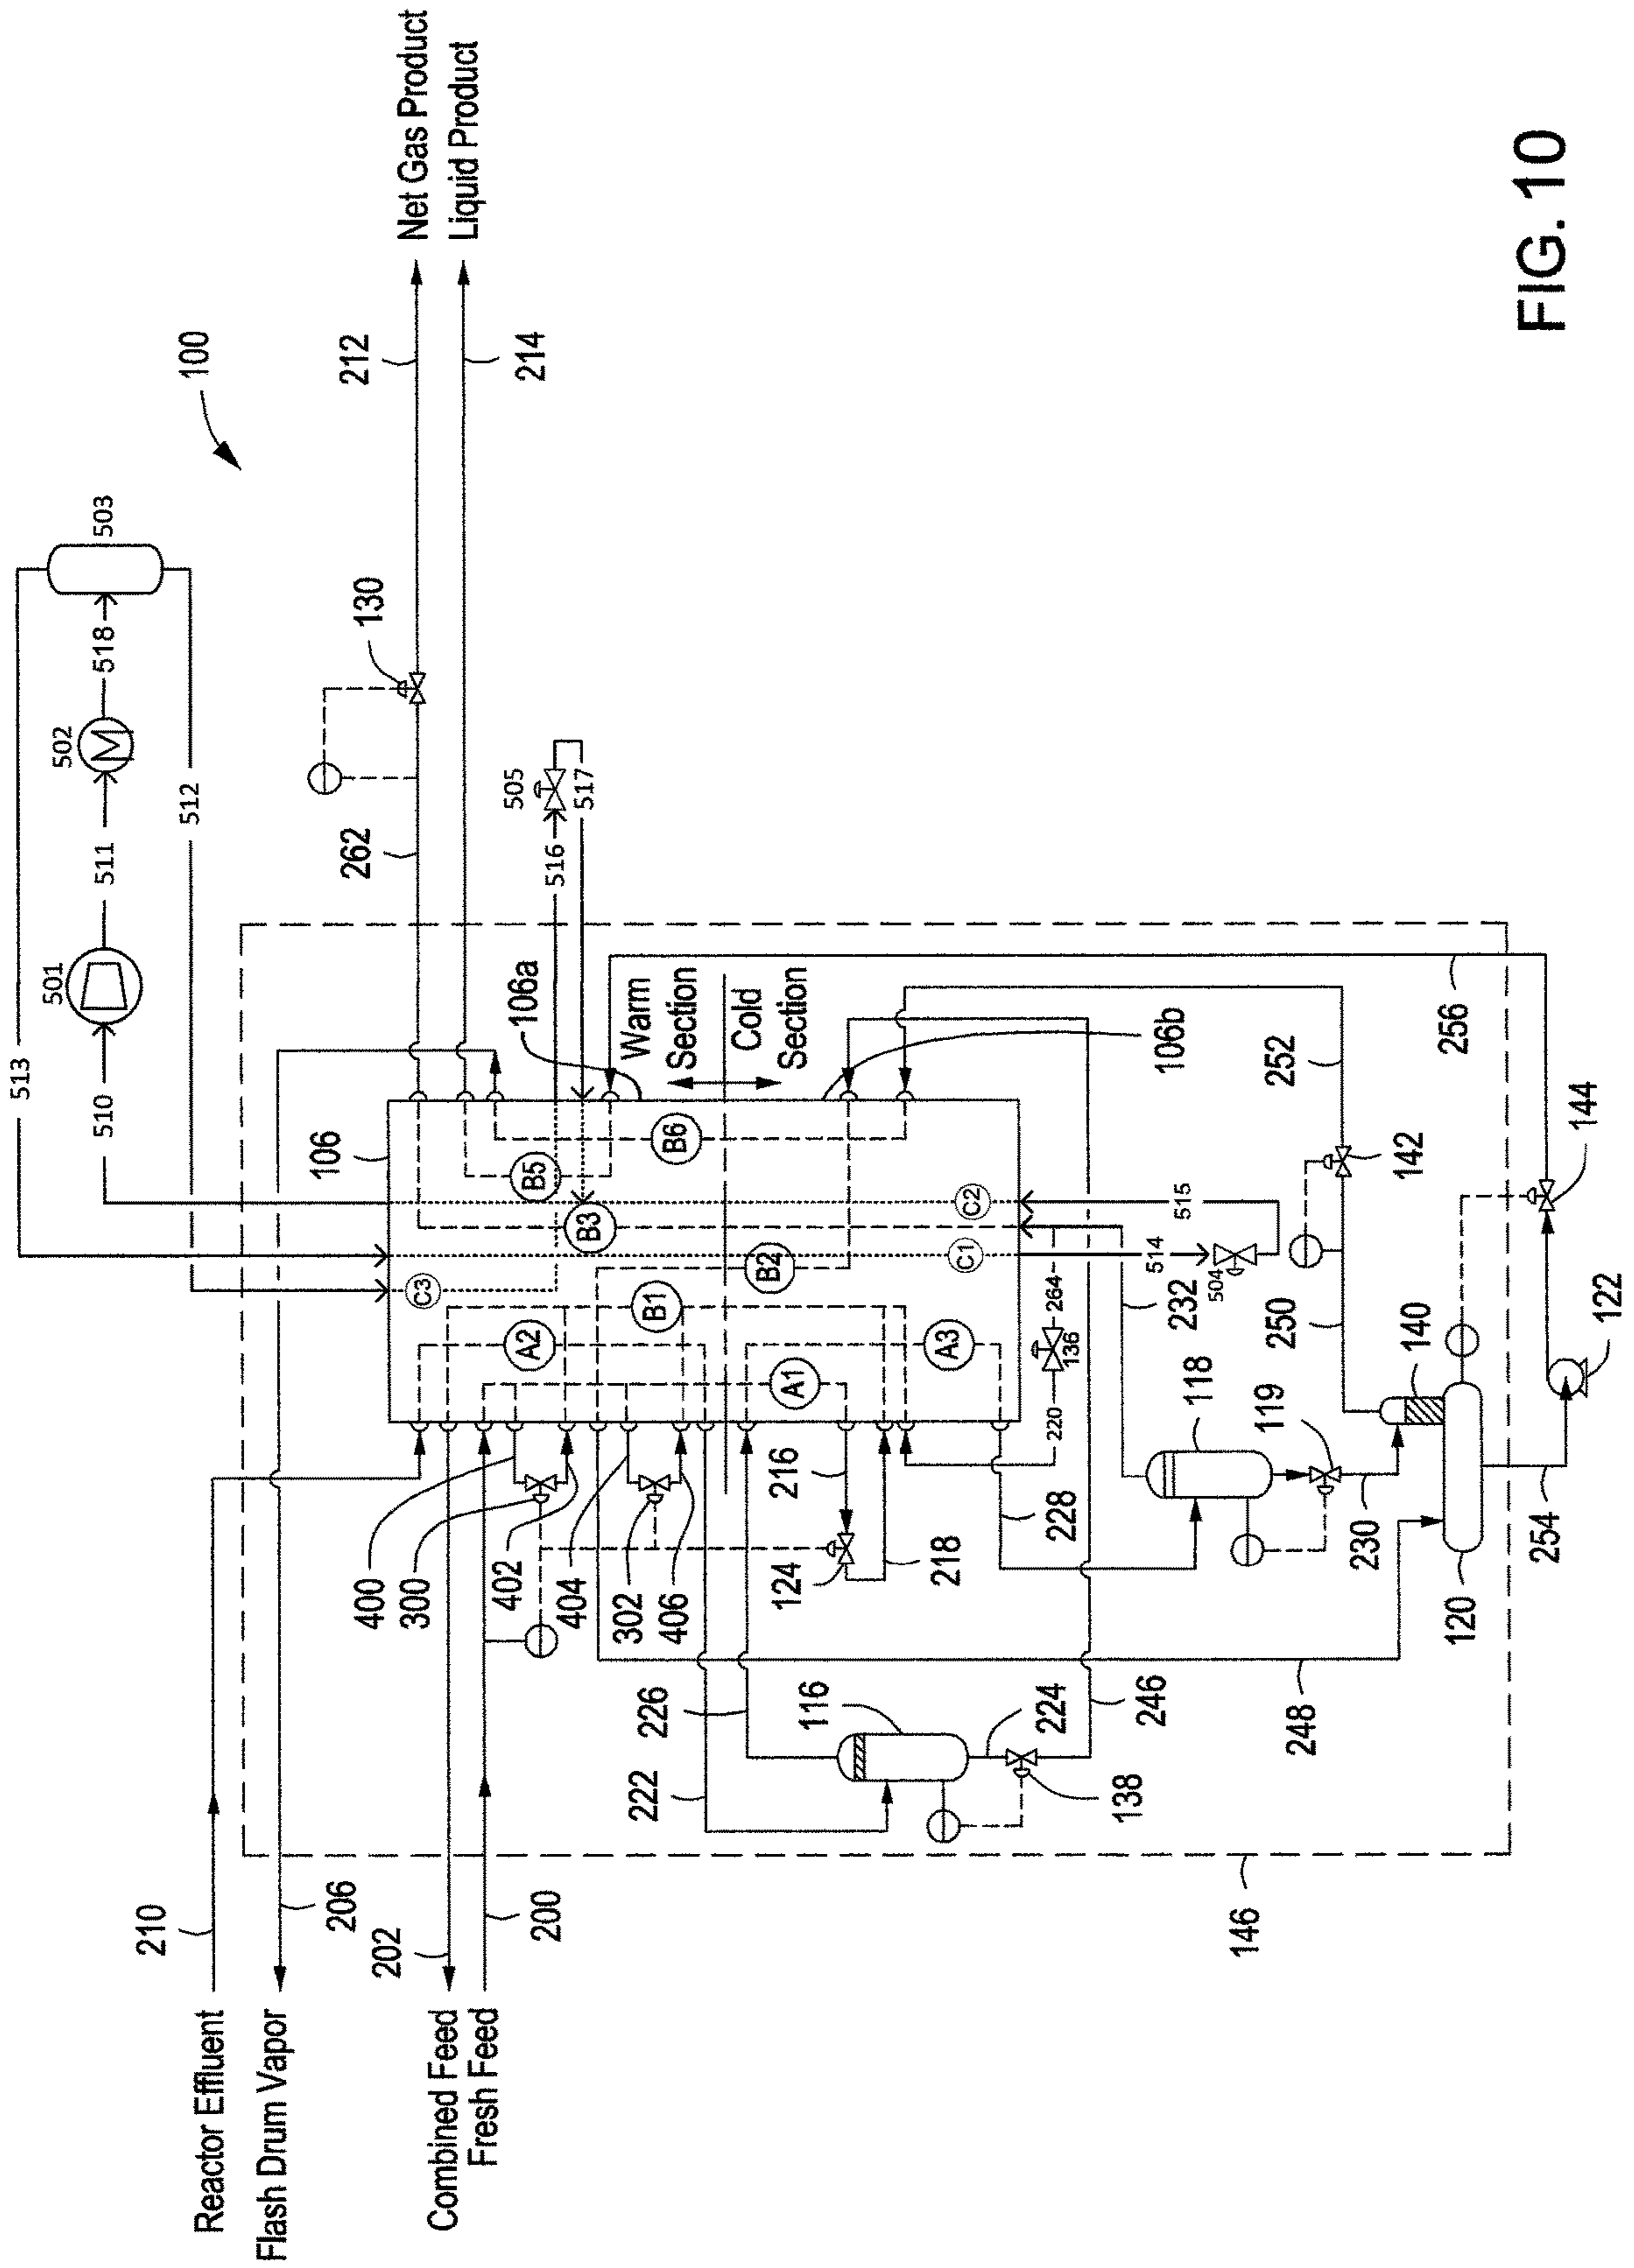 513
510
501
511
502
M
518
503
512
100
106
262
130
212
Net Gas Product
214
Liquid Product
505
516
517
106a
Warm
Section
Cold
Section
106b
B6
B5
B3
C2
C1
C3
B2
B1
A2
A1
A3
210
Reactor Effluent
206
Flash Drum Vapor
202
Combined Feed
200
Fresh Feed
400
300
402
404
302
406
222
226
116
224
138
124
216
218
228
246
248
220
136
264
232
514
504
515
118
119
230
250
140
142
252
256
144
122
120
254
146
FIG. 10